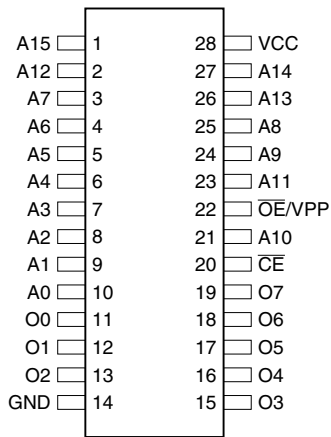 A15 1 28 VCC
A12 2 27 A14
A7 3 26 A13
A6 4 25 A8
A5 5 24 A9
A4 6 23 A11
A3 7 22 O̅E̅/VPP
A2 8 21 A10
A1 9 20 C̅E̅
A0 10 19 O7
O0 11 18 O6
O1 12 17 O5
O2 13 16 O4
GND 14 15 O3